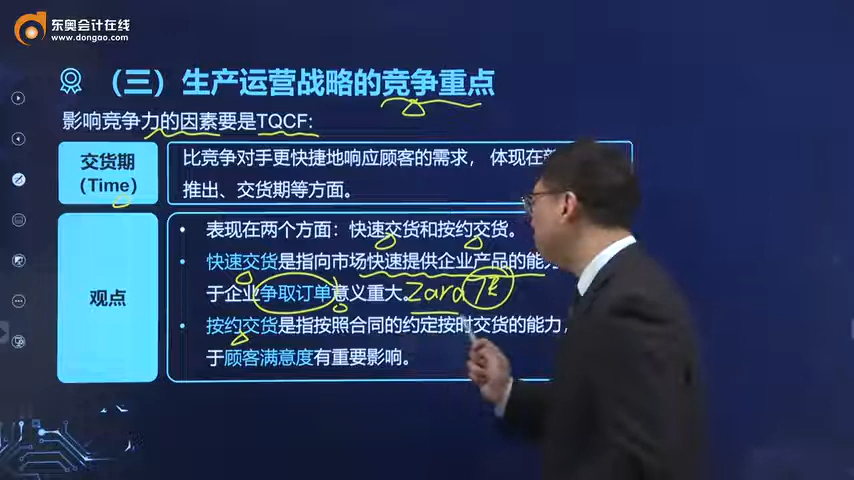 东奥会计在线
www.dongao.com
（三）生产运营战略的竞争重点
影响竞争力的因素要是TQCF:
交货期
（Time）
比竞争对手更快捷地响应顾客的需求， 体现在新
推出、交货期等方面。
观点
• 表现在两个方面：快速交货和按约交货。
• 快速交货是指向市场快速提供企业产品的能力
于企业争取订单意义重大。Zara
• 按约交货是指按照合同的约定按时交货的能力，
于顾客满意度有重要影响。